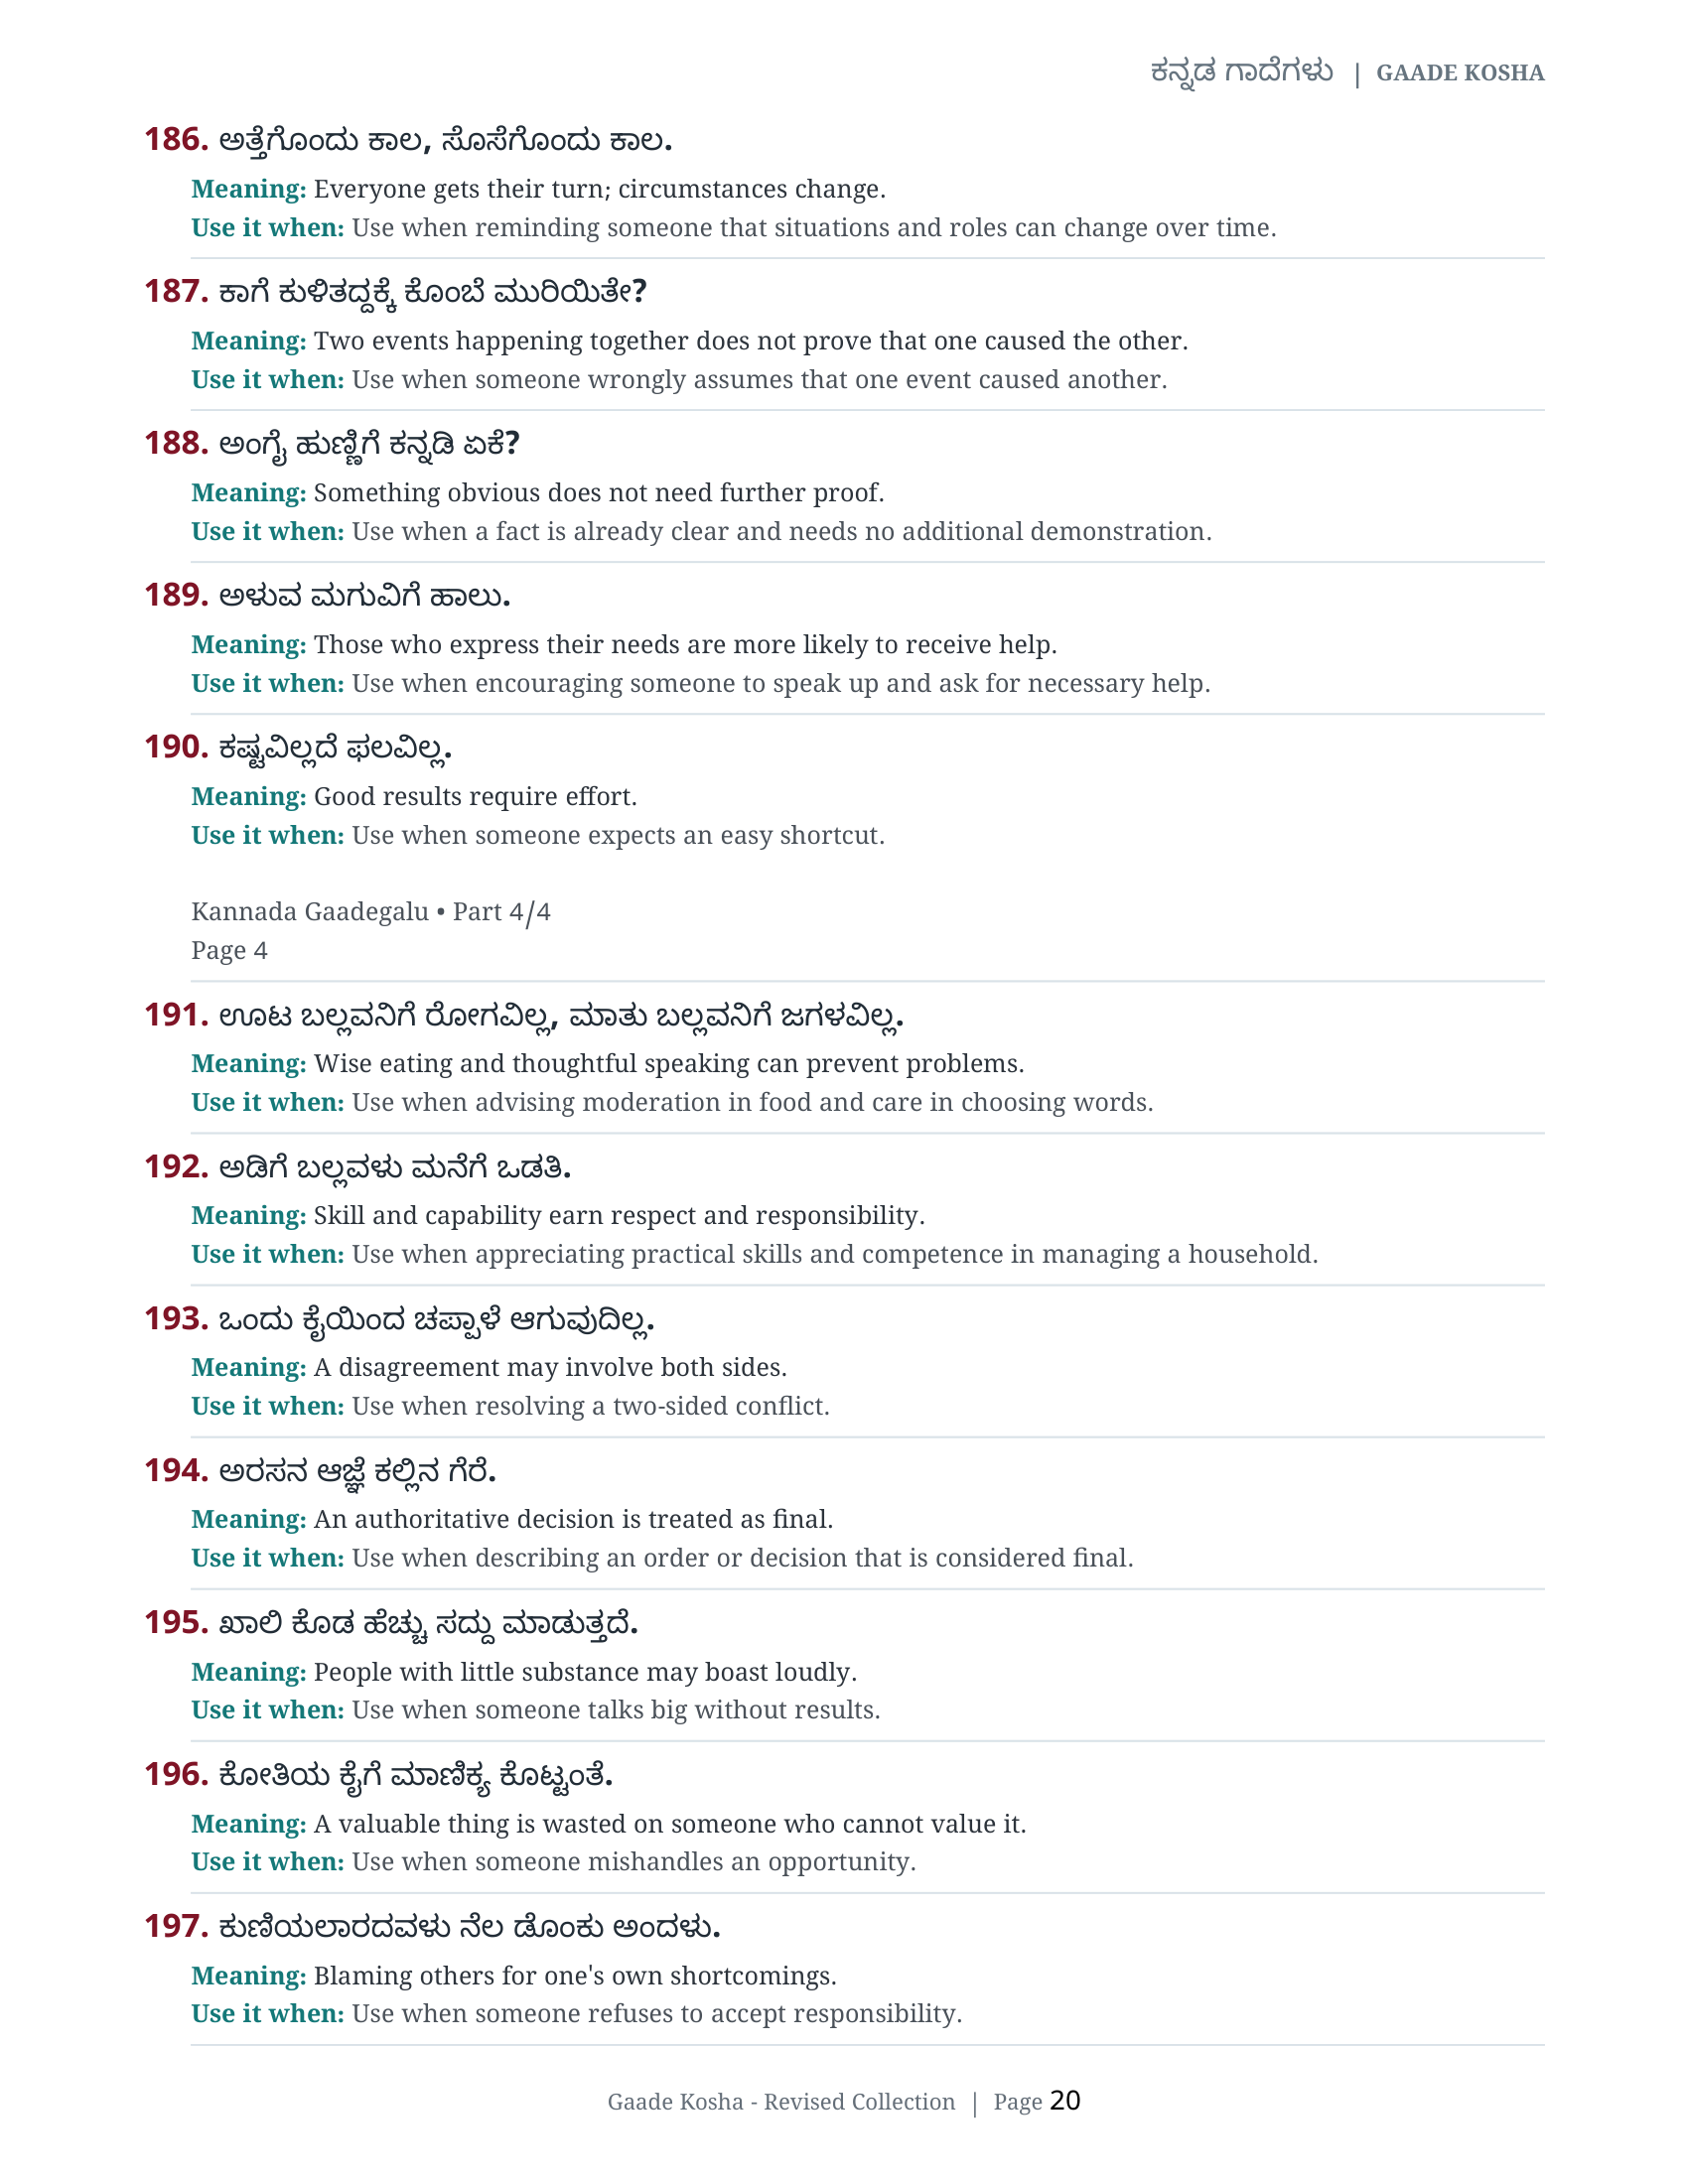 ಕನ್ನಡ ಗಾದೆಗಳು | GAADE KOSHA
186. ಅತ್ತೆಗೊಂದು ಕಾಲ, ಸೊಸೆಗೊಂದು ಕಾಲ.
Meaning: Everyone gets their turn; circumstances change.
Use it when: Use when reminding someone that situations and roles can change over time.
187. ಕಾಗೆ ಕುಳಿತದ್ದಕ್ಕೆ ಕೊಂಬೆ ಮುರಿಯಿತೇ?
Meaning: Two events happening together does not prove that one caused the other.
Use it when: Use when someone wrongly assumes that one event caused another.
188. ಅಂಗೈ ಹುಣ್ಣಿಗೆ ಕನ್ನಡಿ ಏಕೆ?
Meaning: Something obvious does not need further proof.
Use it when: Use when a fact is already clear and needs no additional demonstration.
189. ಅಳುವ ಮಗುವಿಗೆ ಹಾಲು.
Meaning: Those who express their needs are more likely to receive help.
Use it when: Use when encouraging someone to speak up and ask for necessary help.
190. ಕಷ್ಟವಿಲ್ಲದೆ ಫಲವಿಲ್ಲ.
Meaning: Good results require effort.
Use it when: Use when someone expects an easy shortcut.
Kannada Gaadegalu • Part 4/4
Page 4
191. ಊಟ ಬಲ್ಲವನಿಗೆ ರೋಗವಿಲ್ಲ, ಮಾತು ಬಲ್ಲವನಿಗೆ ಜಗಳವಿಲ್ಲ.
Meaning: Wise eating and thoughtful speaking can prevent problems.
Use it when: Use when advising moderation in food and care in choosing words.
192. ಅಡಿಗೆ ಬಲ್ಲವಳು ಮನೆಗೆ ಒಡತಿ.
Meaning: Skill and capability earn respect and responsibility.
Use it when: Use when appreciating practical skills and competence in managing a household.
193. ಒಂದು ಕೈಯಿಂದ ಚಪ್ಪಾಳೆ ಆಗುವುದಿಲ್ಲ.
Meaning: A disagreement may involve both sides.
Use it when: Use when resolving a two-sided conflict.
194. ಅರಸನ ಆಜ್ಞೆ ಕಲ್ಲಿನ ಗೆರೆ.
Meaning: An authoritative decision is treated as final.
Use it when: Use when describing an order or decision that is considered final.
195. ಖಾಲಿ ಕೊಡ ಹೆಚ್ಚು ಸದ್ದು ಮಾಡುತ್ತದೆ.
Meaning: People with little substance may boast loudly.
Use it when: Use when someone talks big without results.
196. ಕೋತಿಯ ಕೈಗೆ ಮಾಣಿಕ್ಯ ಕೊಟ್ಟಂತೆ.
Meaning: A valuable thing is wasted on someone who cannot value it.
Use it when: Use when someone mishandles an opportunity.
197. ಕುಣಿಯಲಾರದವಳು ನೆಲ ಡೊಂಕು ಅಂದಳು.
Meaning: Blaming others for one's own shortcomings.
Use it when: Use when someone refuses to accept responsibility.
Gaade Kosha - Revised Collection | Page 20